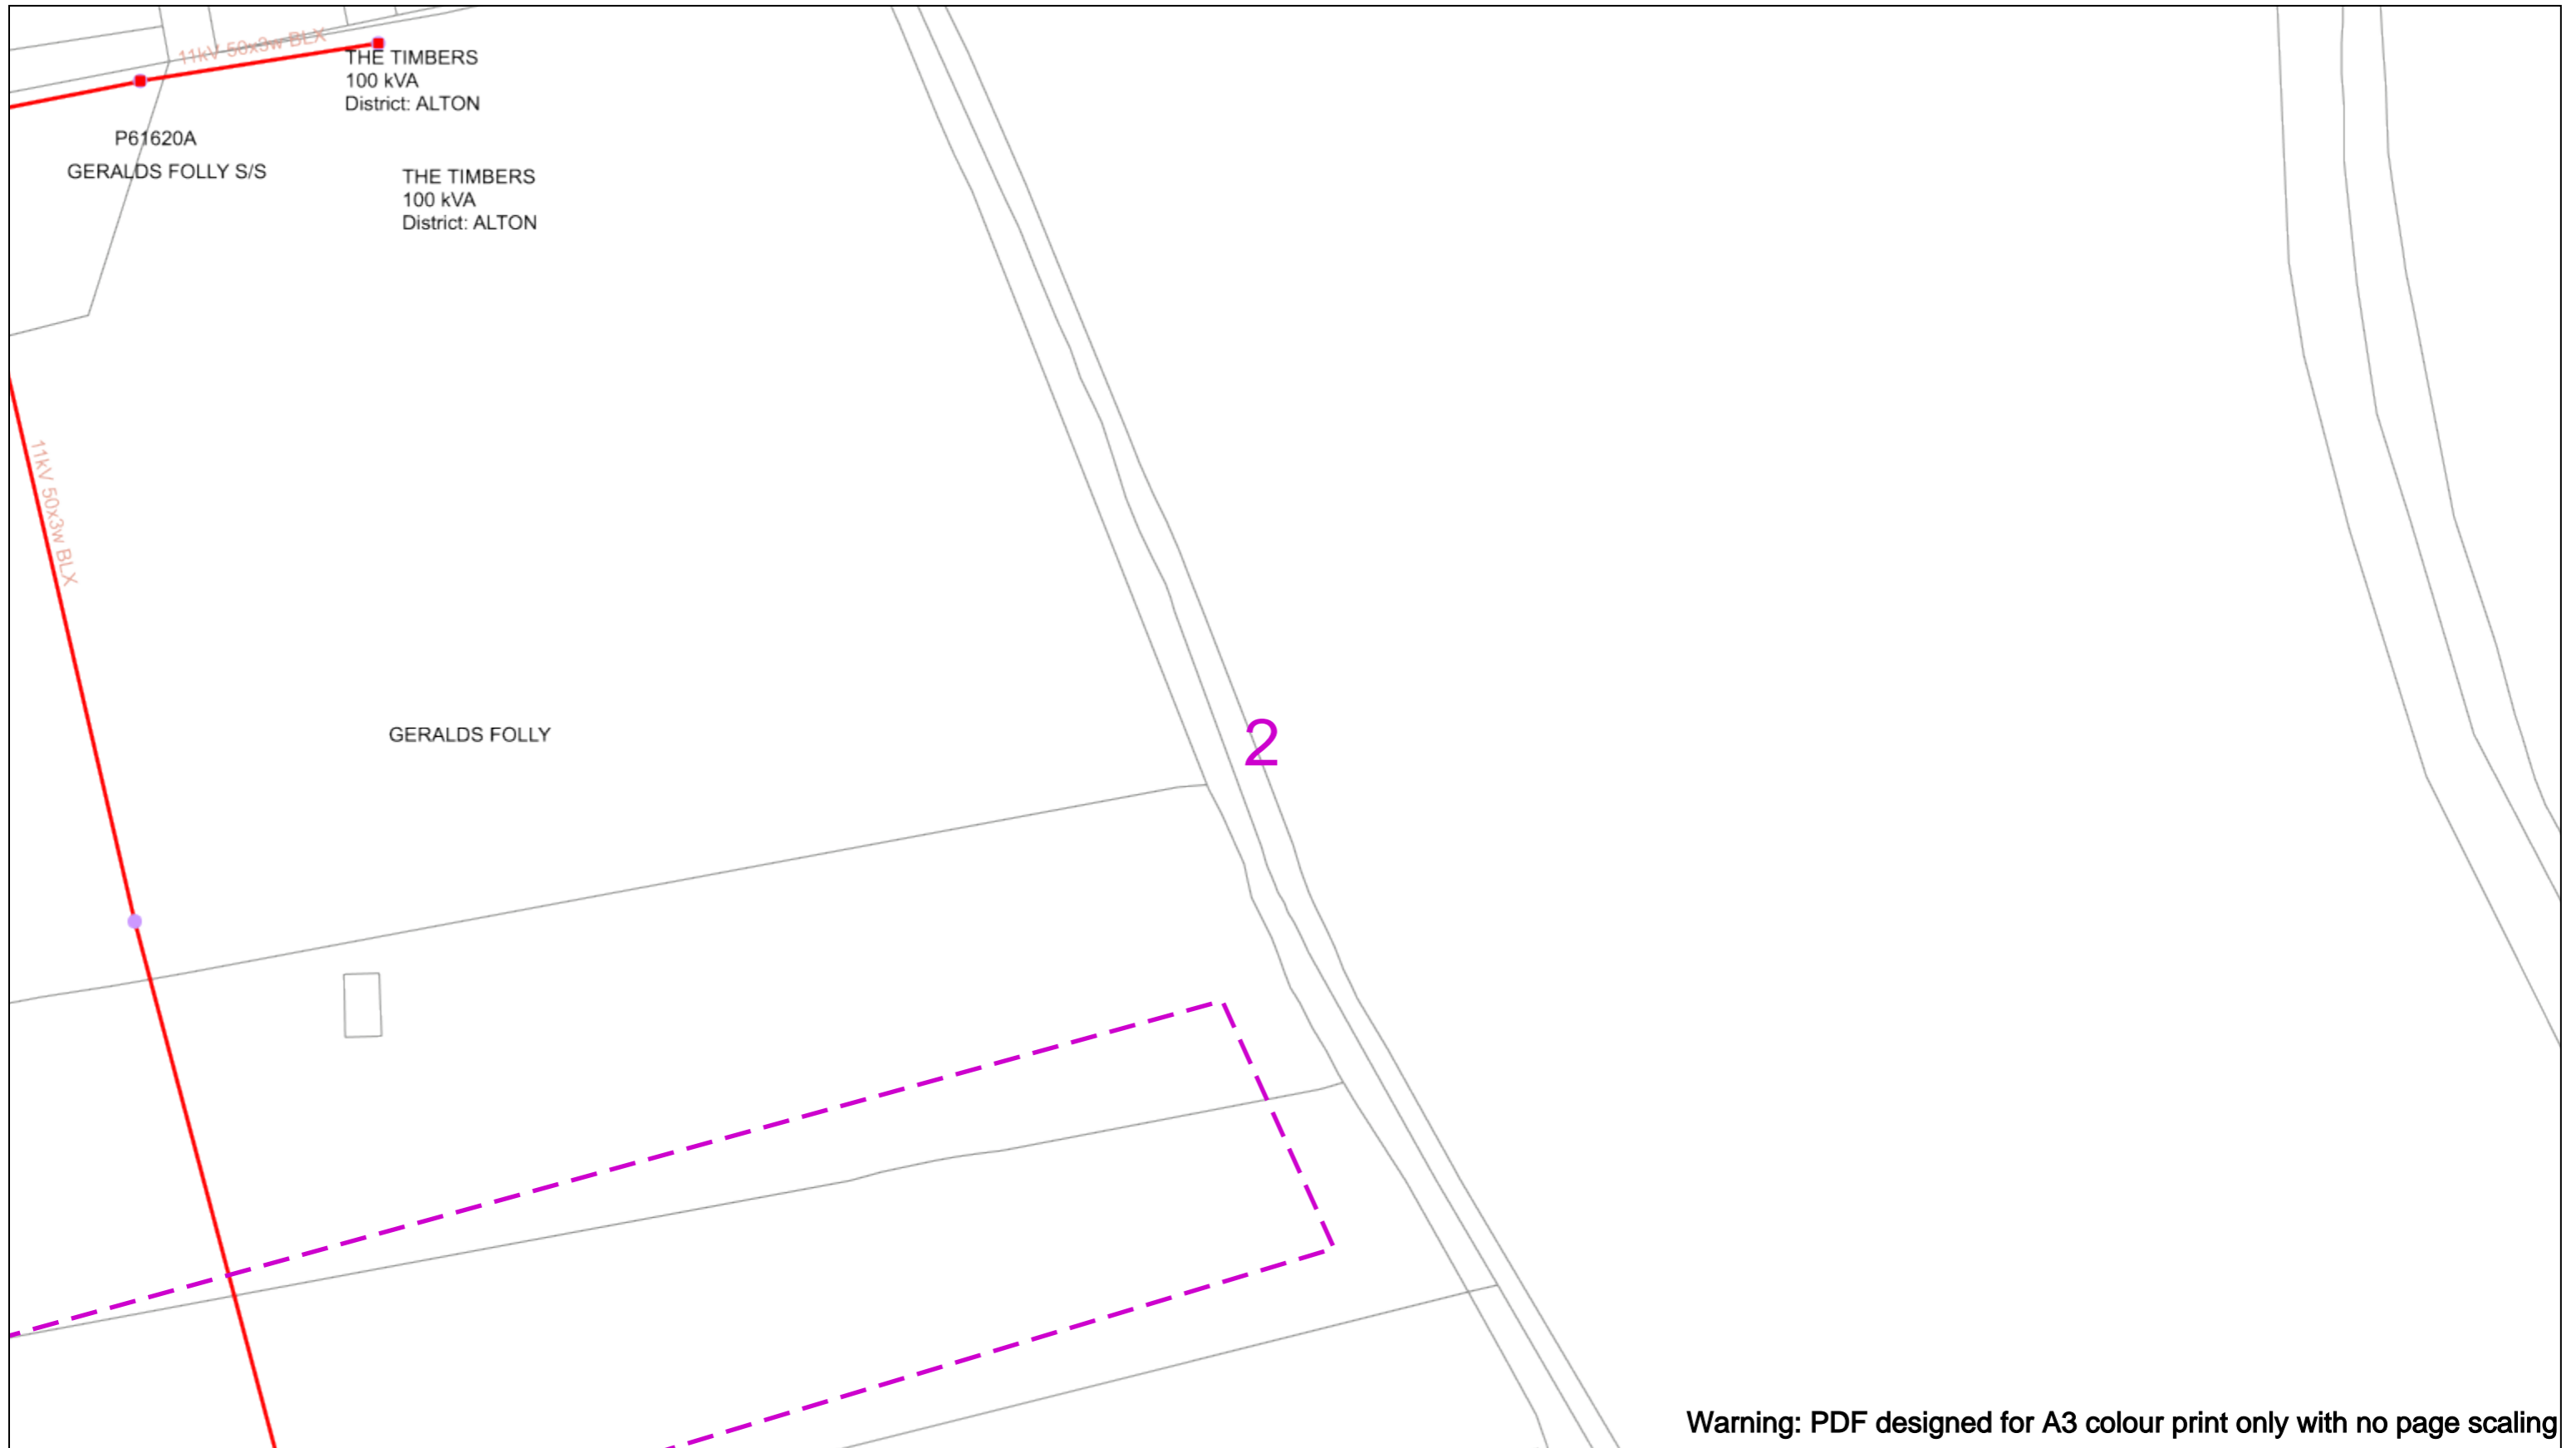 11kV 50x3w BLX
THE TIMBERS
100 kVA
District: ALTON
P61620A
GERALDS FOLLY S/S
THE TIMBERS
100 kVA
District: ALTON
11kV 50x3w BLX
GERALDS FOLLY
2
Warning: PDF designed for A3 colour print only with no page scaling